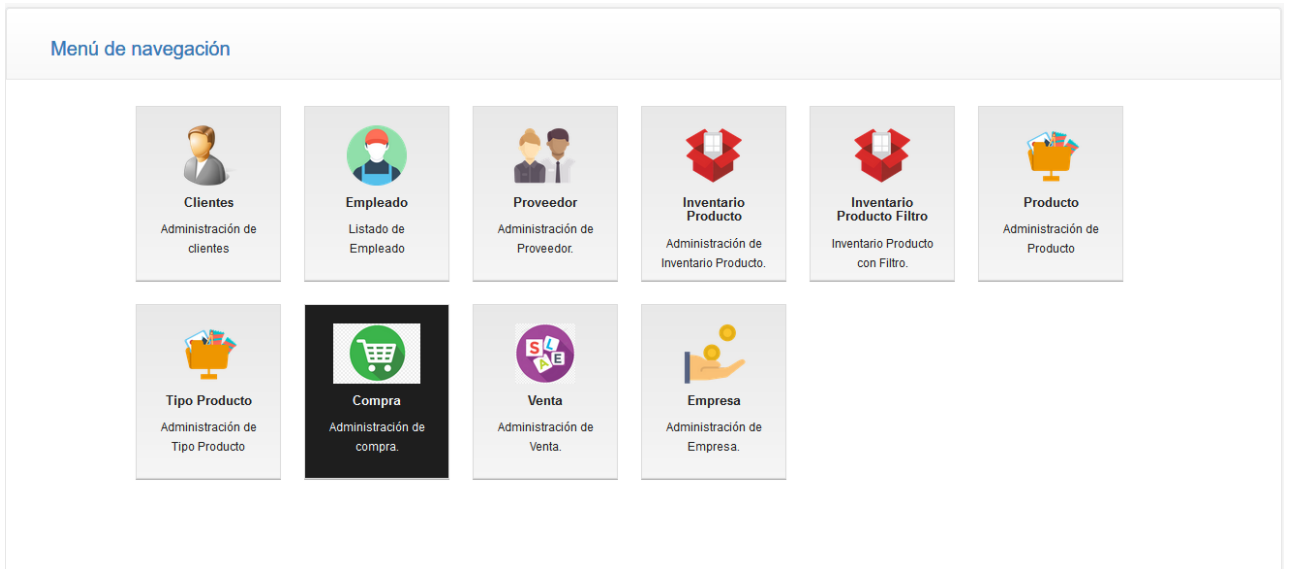 Menú de navegación
Clientes
Administración de
clientes
Empleado
Listado de
Empleado
Proveedor
Administración de
Proveedor.
Inventario
Producto
Administración de
Inventario Producto.
Inventario
Producto Filtro
Inventario Producto
con Filtro.
Producto
Administración de
Producto
Tipo Producto
Administración de
Tipo Producto
Compra
Administración de
compra.
S L
A E
Venta
Administración de
Venta.
Empresa
Administración de
Empresa.